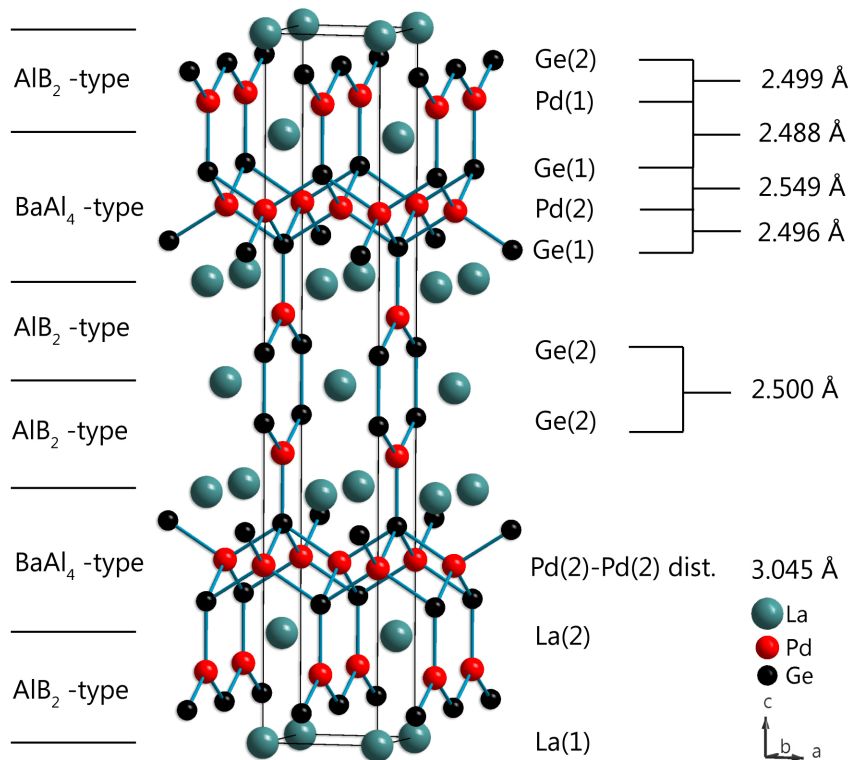 AlB₂ -type
BaAl₄ -type
AlB₂ -type
AlB₂ -type
BaAl₄ -type
AlB₂ -type
Ge(2)
Pd(1)
Ge(1)
Pd(2)
Ge(1)
2.499 Å
2.488 Å
2.549 Å
2.496 Å
Ge(2)
Ge(2)
2.500 Å
Pd(2)-Pd(2) dist. 3.045 Å
La(2)
La(1)
La
Pd
Ge
c
b
a